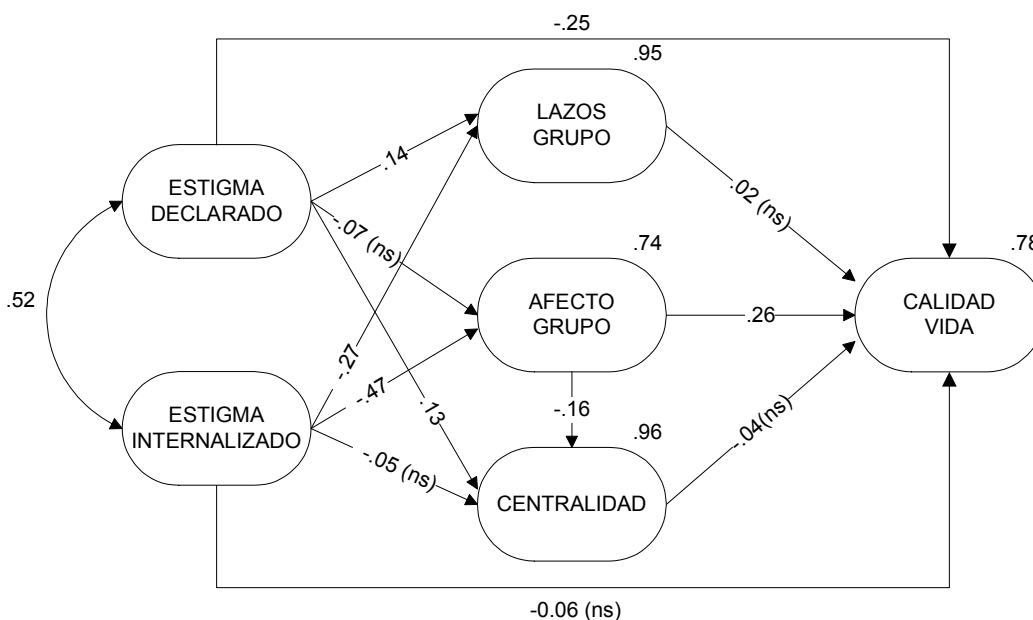 -.25
.95
LAZOS
GRUPO
.14
ESTIGMA
DECLARADO
.02 (ns)
-.07 (ns)
.74
.78
.52
AFECTO
GRUPO
.26
CALIDAD
VIDA
-.27
-.47
.13
-.16
ESTIGMA
INTERNALIZADO
.96
-.04(ns)
-.05 (ns)
CENTRALIDAD
-0.06 (ns)